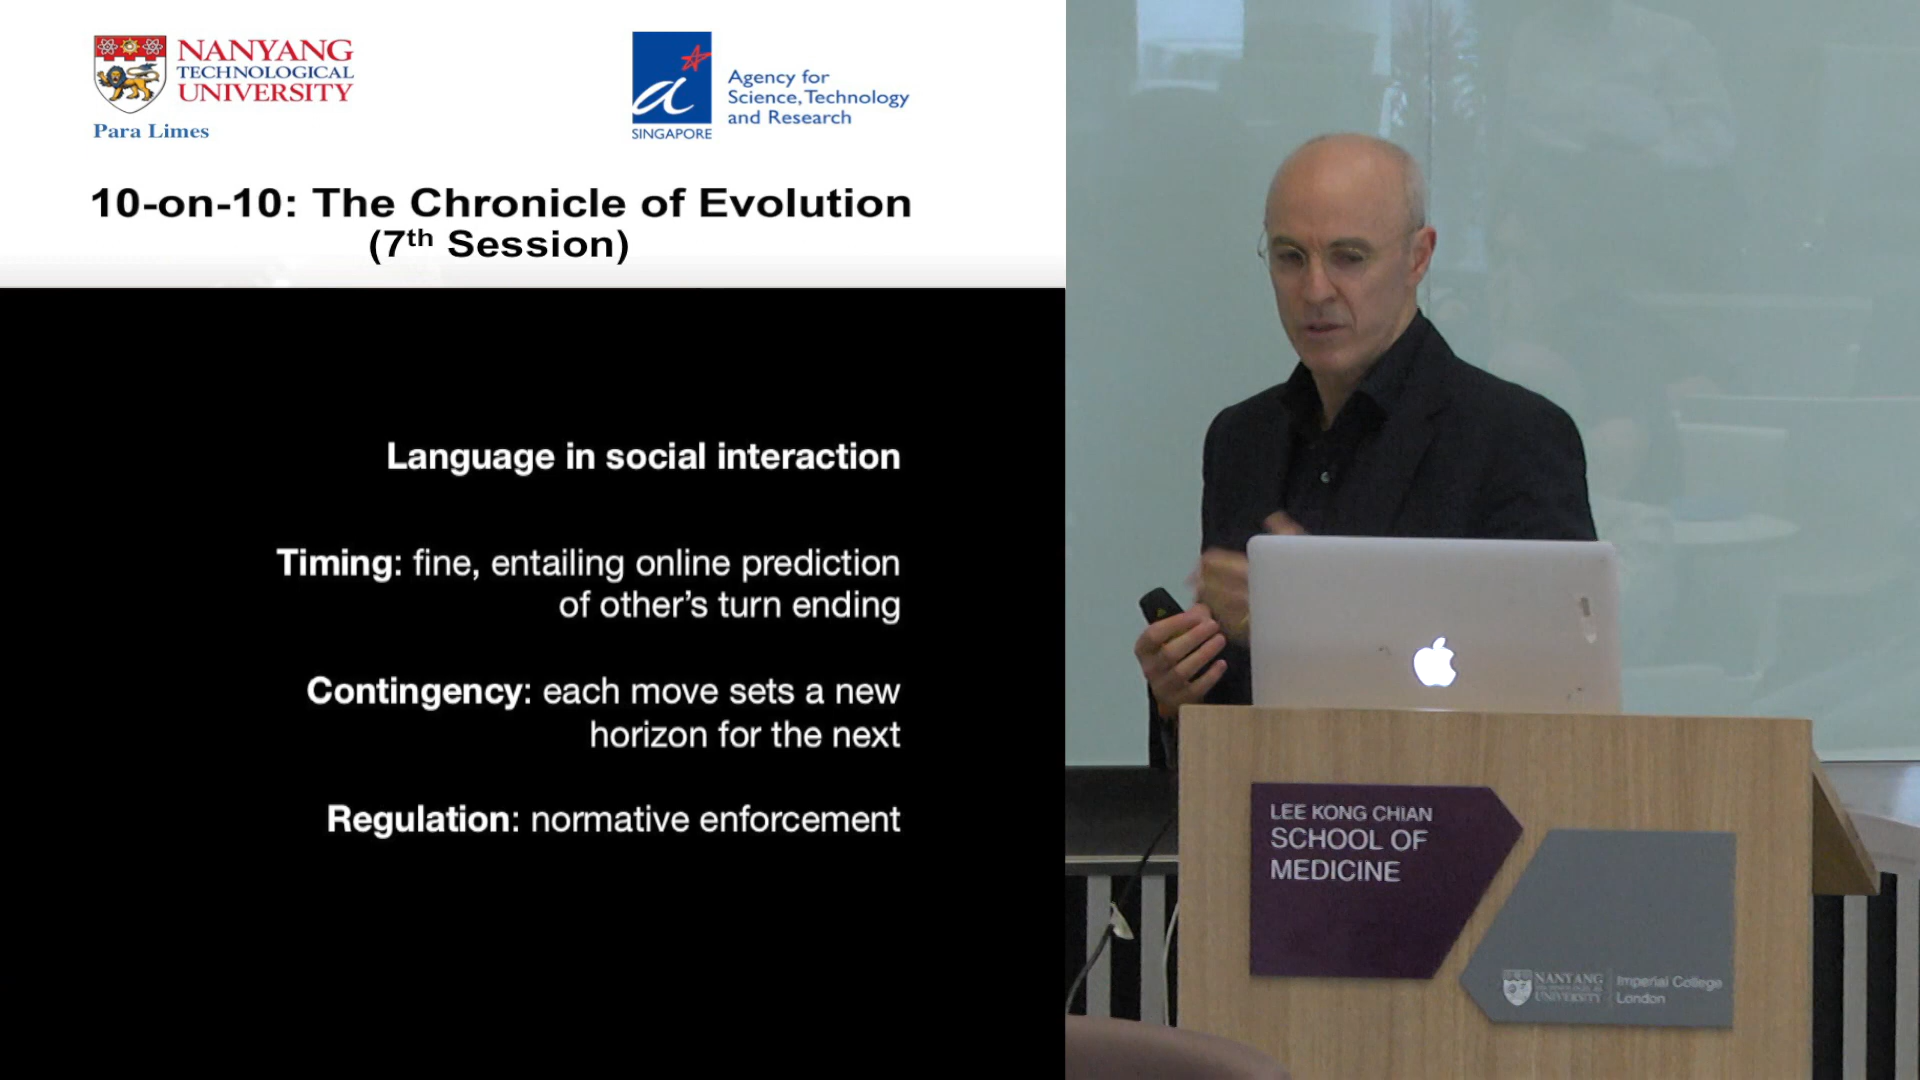 NANYANG
TECHNOLOGICAL
UNIVERSITY
Para Limes
a
SINGAPORE
Agency for
Science, Technology
and Research
10-on-10: The Chronicle of Evolution
(7th Session)
Language in social interaction
Timing: fine, entailing online prediction
of other's turn ending
Contingency: each move sets a new
horizon for the next
Regulation: normative enforcement
LEE KONG CHIAN
SCHOOL OF
MEDICINE
NANYANG
TECHNOLOGICAL
UNIVERSITY
Imperial College
London